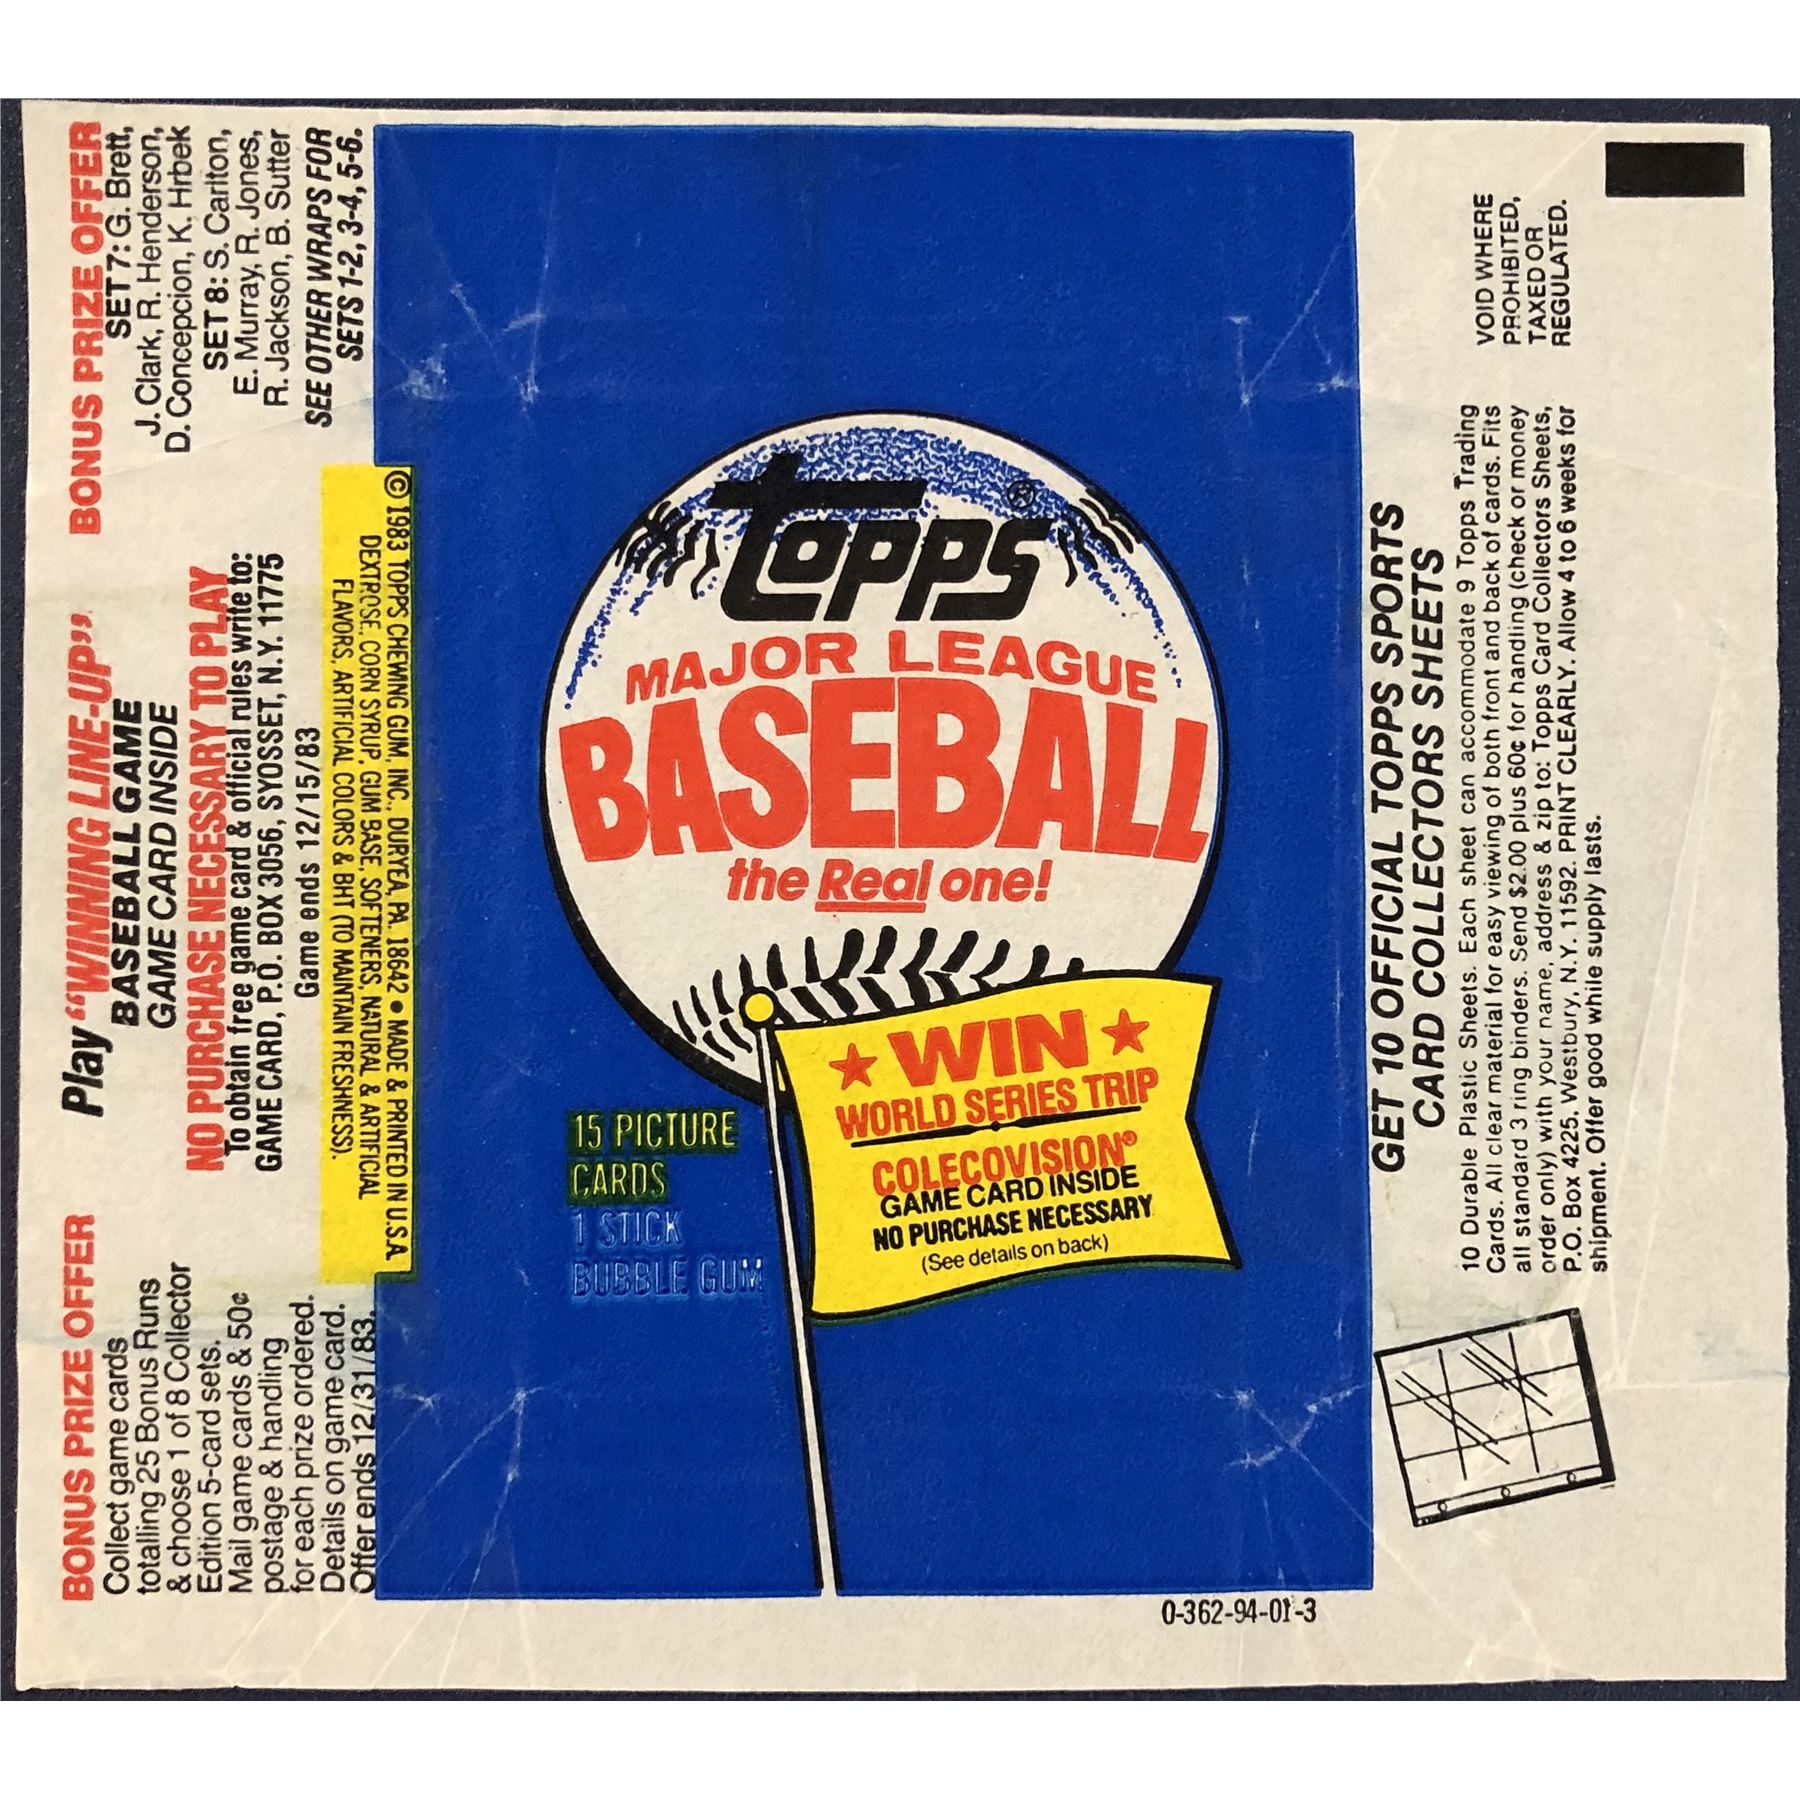 BONUS PRIZE OFFER
Collect game cards
totalling 25 Bonus Runs
& choose 1 of 8 Collector
Edition 5-card sets.
Mail game cards & 50¢
postage & handling
for each prize ordered.
Details on game card.
Offer ends 12/31/83.
Play "WINNING LINE-UP"
BASEBALL GAME
GAME CARD INSIDE
NO PURCHASE NECESSARY TO PLAY
To obtain free game card & official rules write to:
GAME CARD, P.O. BOX 3056, SYOSSET, N.Y. 11775
Game ends 12/15/83
BONUS PRIZE OFFER
SET 7: G. Brett,
J. Clark, R. Henderson,
D. Concepcion, K. Hrbek
SET 8: S. Carlton,
E. Murray, R. Jones,
R. Jackson, B. Sutter
SEE OTHER WRAPS FOR
SETS 1-2, 3-4, 5-6.
© 1983 TOPPS CHEWING GUM, INC., DURYEA, PA. 18642 • MADE & PRINTED IN U.S.A.
DEXTROSE, CORN SYRUP, GUM BASE, SOFTENERS, NATURAL & ARTIFICIAL
FLAVORS, ARTIFICIAL COLORS & BHT (TO MAINTAIN FRESHNESS).
topps®
MAJOR LEAGUE
BASEBALL
the Real one!
★ WIN ★
WORLD SERIES TRIP
COLECOVISION®
GAME CARD INSIDE
NO PURCHASE NECESSARY
(See details on back)
15 PICTURE
CARDS
1 STICK
BUBBLE GUM
0-362-94-01-3
GET 10 OFFICIAL TOPPS SPORTS
CARD COLLECTORS SHEETS
10 Durable Plastic Sheets. Each sheet can accommodate 9 Topps Trading
Cards. All clear material for easy viewing of both front and back of cards. Fits
all standard 3 ring binders. Send $2.00 plus 60¢ for handling (check or money
order only) with your name, address & zip to: Topps Card Collectors Sheets,
P.O. Box 4225, Westbury, N.Y. 11592. PRINT CLEARLY. Allow 4 to 6 weeks for
shipment. Offer good while supply lasts.
VOID WHERE
PROHIBITED,
TAXED OR
REGULATED.